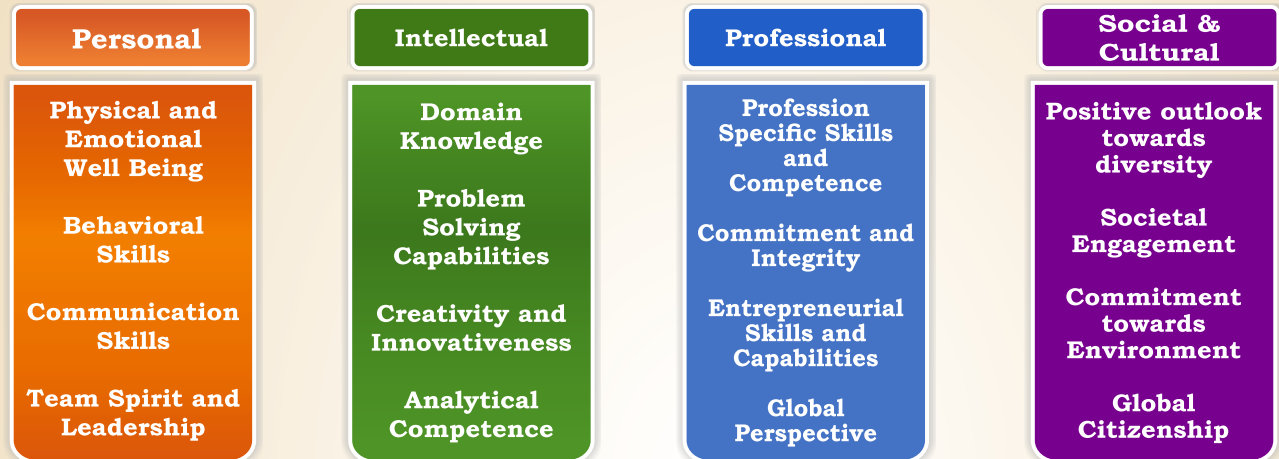 Personal
Physical and
Emotional
Well Being
Behavioral
Skills
Communication
Skills
Team Spirit and
Leadership
Intellectual
Domain
Knowledge
Problem
Solving
Capabilities
Creativity and
Innovativeness
Analytical
Competence
Professional
Profession
Specific Skills
and
Competence
Commitment and
Integrity
Entrepreneurial
Skills and
Capabilities
Global
Perspective
Social &
Cultural
Positive outlook
towards
diversity
Societal
Engagement
Commitment
towards
Environment
Global
Citizenship